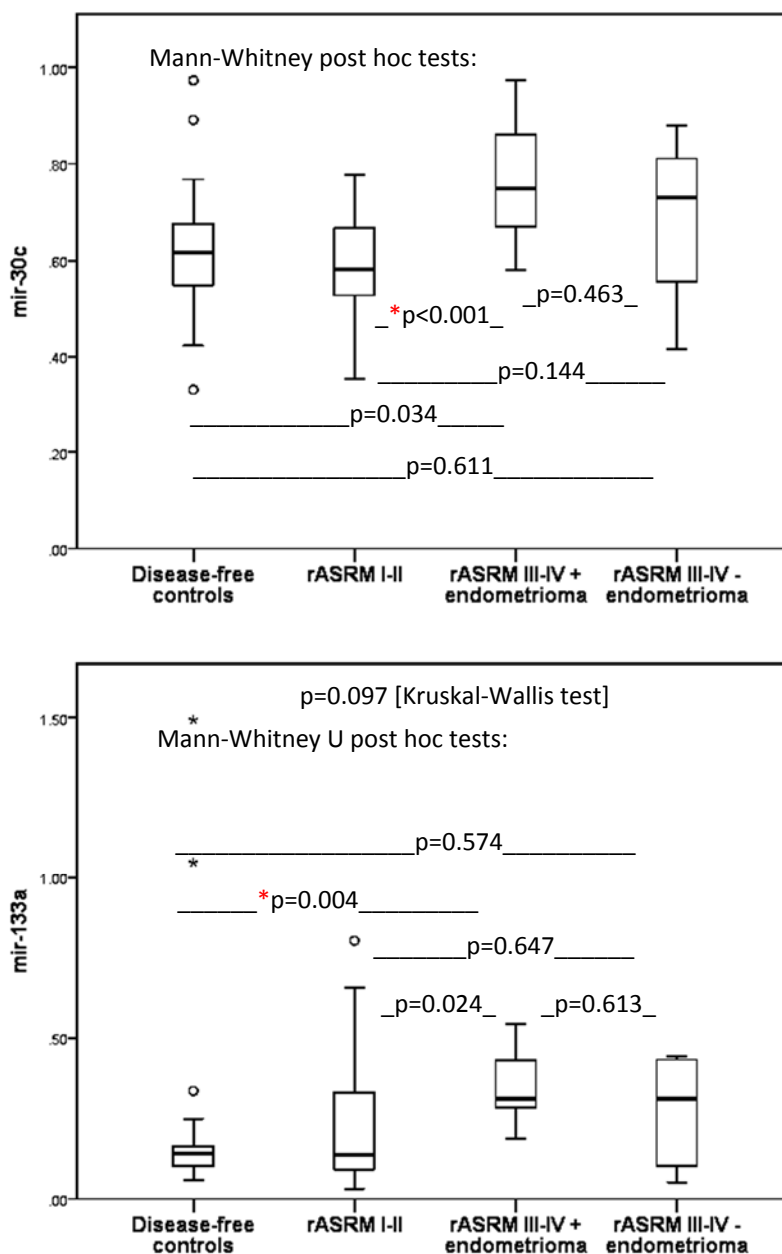 Mann-Whitney post hoc tests:
1.00
.80
.60
.40
.20
.00
mir-30c
_p=0.463_
_*p<0.001_
_________p=0.144______
____________p=0.034_____
________________p=0.611____________
Disease-free controls
rASRM I-II
rASRM III-IV + endometrioma
rASRM III-IV - endometrioma
p=0.097 [Kruskal-Wallis test]
Mann-Whitney U post hoc tests:
1.50
1.00
.50
.00
mir-133a
__________________p=0.574__________
______*p=0.004_________
_______p=0.647______
_p=0.024_
_p=0.613_
Disease-free controls
rASRM I-II
rASRM III-IV + endometrioma
rASRM III-IV - endometrioma